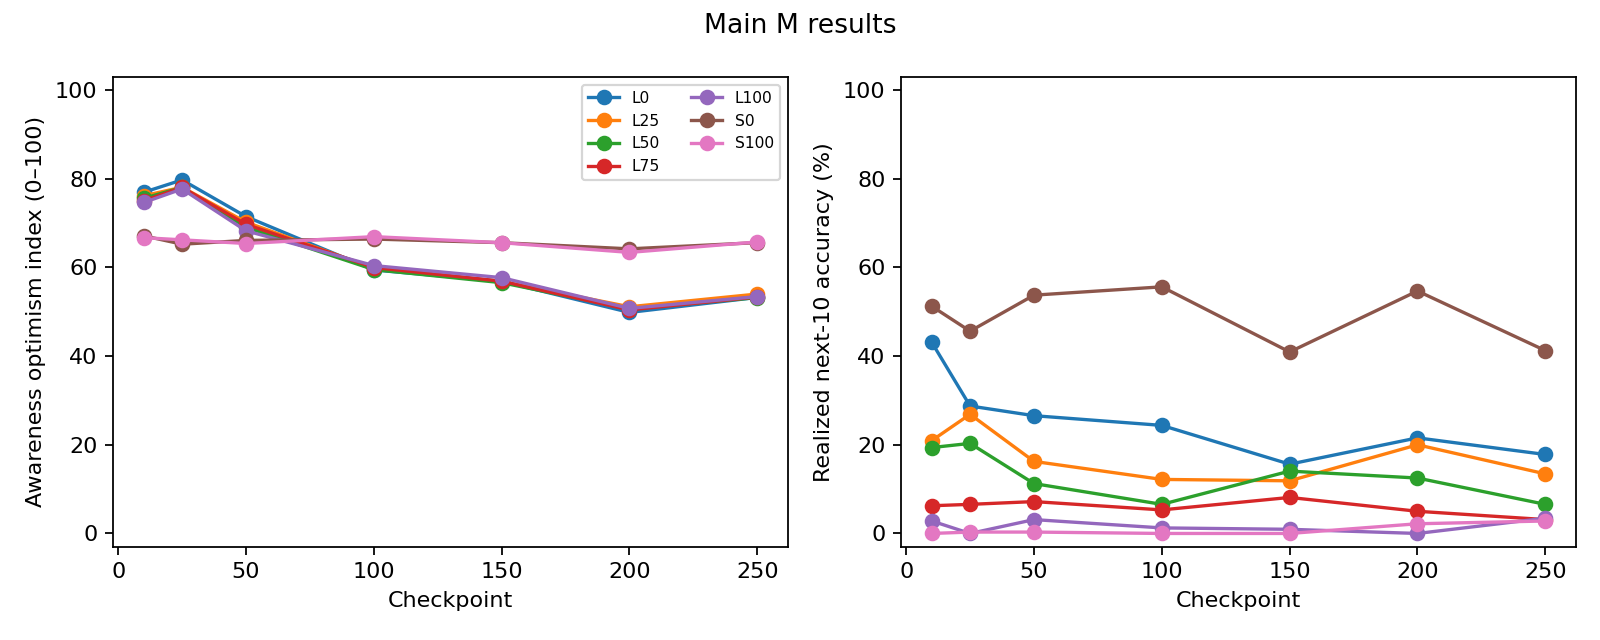 Main M results
Awareness optimism index (0–100)
100
80
60
40
20
0
L0
L25
L50
L75
L100
S0
S100
0
50
100
150
200
250
Checkpoint
Realized next-10 accuracy (%)
100
80
60
40
20
0
0
50
100
150
200
250
Checkpoint